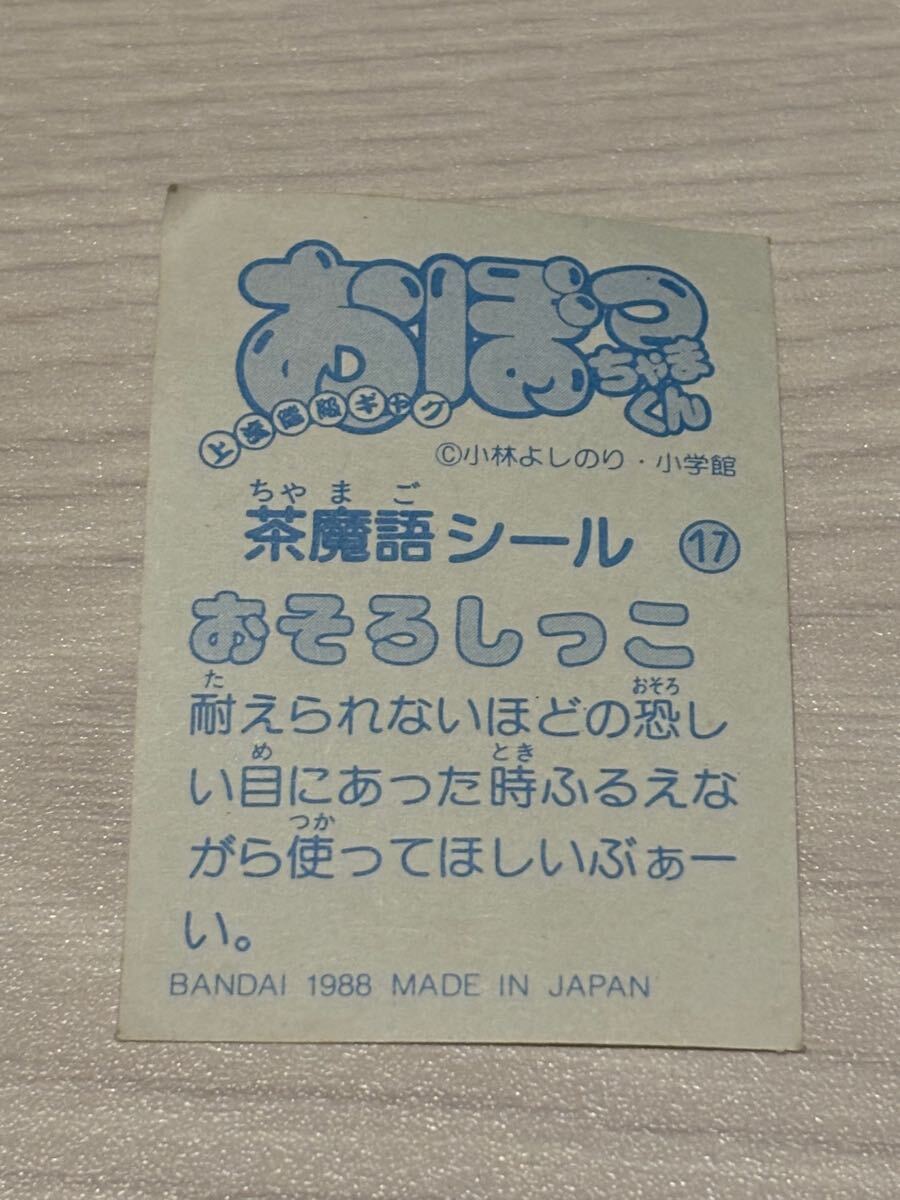 おぼっちゃまくん
上流階級ギャグ
©小林よしのり・小学館
ちやまご
茶魔語シール 17
おそろしっこ
た おそろ
耐えられないほどの恐し
め とき
い目にあった時ふるえな
つか
がら使ってほしいぶぁー
い。
BANDAI 1988 MADE IN JAPAN